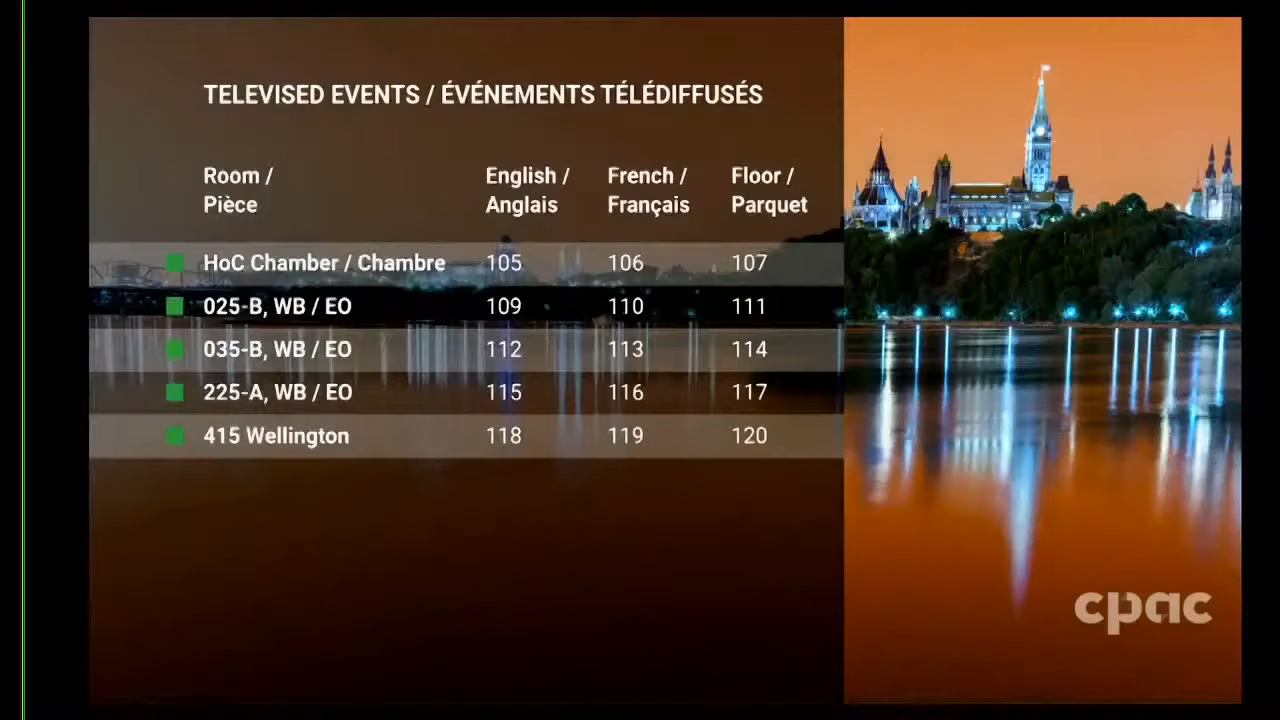 TELEVISED EVENTS / ÉVÉNEMENTS TÉLÉDIFFUSÉS
Room / Pièce English / Anglais French / Français Floor / Parquet
HoC Chamber / Chambre 105 106 107
025-B, WB / EO 109 110 111
035-B, WB / EO 112 113 114
225-A, WB / EO 115 116 117
415 Wellington 118 119 120
cpac